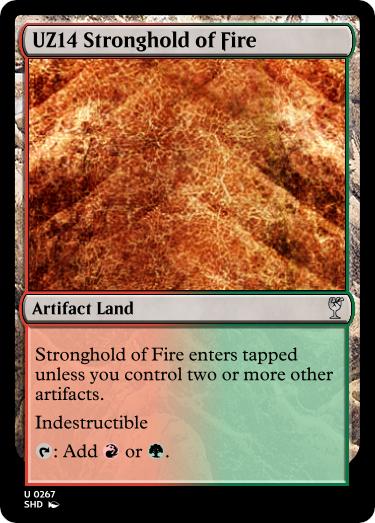 UZ14 Stronghold of Fire
Artifact Land
Stronghold of Fire enters tapped
unless you control two or more other
artifacts.
Indestructible
: Add or .
U 0267
SHD